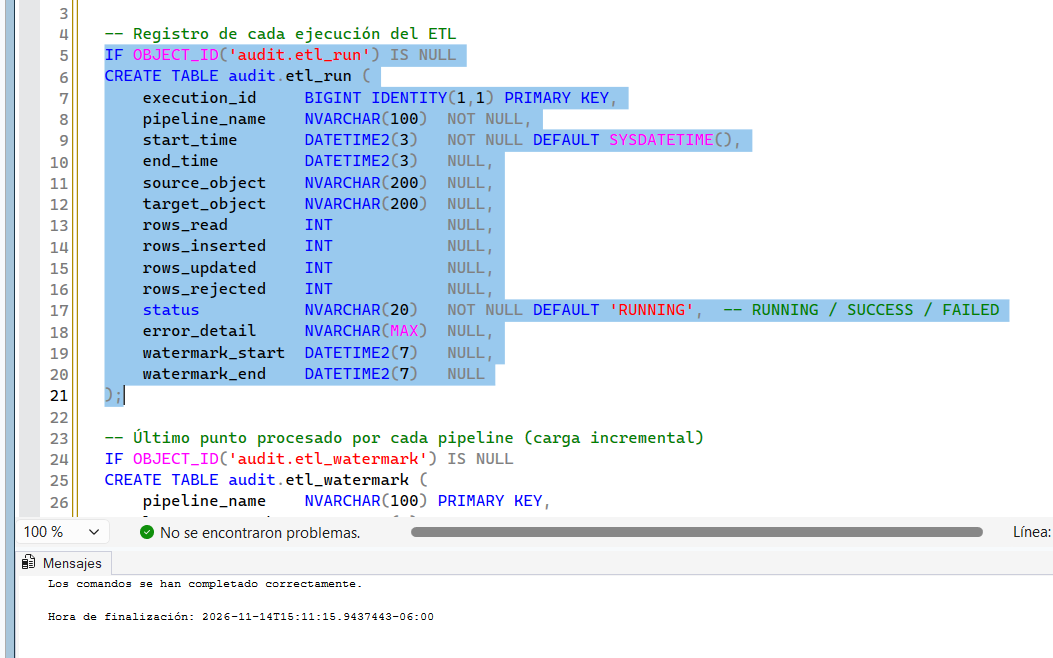 3
4 -- Registro de cada ejecución del ETL
5 IF OBJECT_ID('audit.etl_run') IS NULL
6 CREATE TABLE audit.etl_run (
7 execution_id BIGINT IDENTITY(1,1) PRIMARY KEY,
8 pipeline_name NVARCHAR(100) NOT NULL,
9 start_time DATETIME2(3) NOT NULL DEFAULT SYSDATETIME(),
10 end_time DATETIME2(3) NULL,
11 source_object NVARCHAR(200) NULL,
12 target_object NVARCHAR(200) NULL,
13 rows_read INT NULL,
14 rows_inserted INT NULL,
15 rows_updated INT NULL,
16 rows_rejected INT NULL,
17 status NVARCHAR(20) NOT NULL DEFAULT 'RUNNING', -- RUNNING / SUCCESS / FAILED
18 error_detail NVARCHAR(MAX) NULL,
19 watermark_start DATETIME2(7) NULL,
20 watermark_end DATETIME2(7) NULL
21 );
22
23 -- Último punto procesado por cada pipeline (carga incremental)
24 IF OBJECT_ID('audit.etl_watermark') IS NULL
25 CREATE TABLE audit.etl_watermark (
26 pipeline_name NVARCHAR(100) PRIMARY KEY,
100 % No se encontraron problemas. Línea:
Mensajes
Los comandos se han completado correctamente.
Hora de finalización: 2026-11-14T15:11:15.9437443-06:00